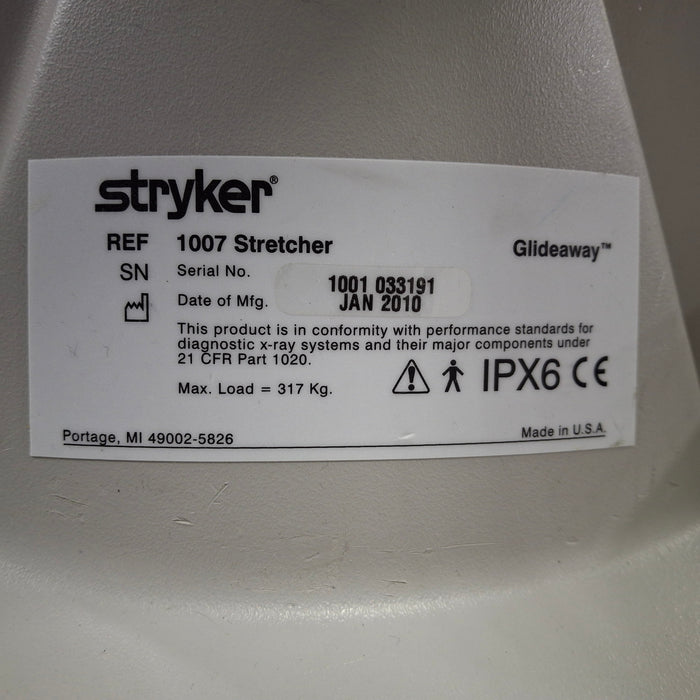 stryker®
REF 1007 Stretcher Glideaway™
SN Serial No. 1001 033191
Date of Mfg. JAN 2010
This product is in conformity with performance standards for
diagnostic x-ray systems and their major components under
21 CFR Part 1020.
Max. Load = 317 Kg. IPX6 CE
Portage, MI 49002-5826 Made in U.S.A.